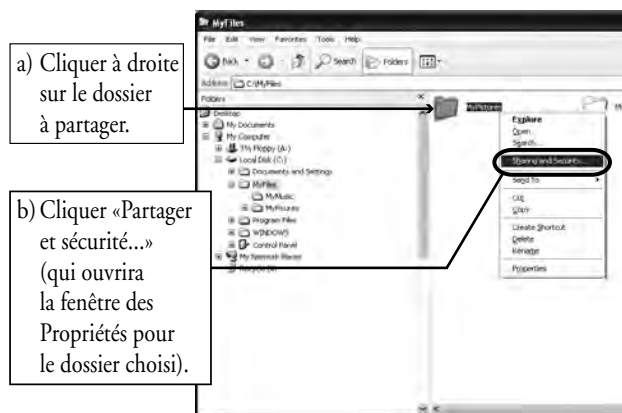 MyFiles
File Edit View Favorites Tools Help
Back Search Folders
Address C:\MyFiles
Folders
Desktop
My Documents
My Computer
3½ Floppy (A:)
Local Disk (C:)
Documents and Settings
MyFiles
MyMusic
MyPictures
Program Files
WINDOWS
Control Panel
My Network Places
Recycle Bin
MyPictures
Explore
Open
Search...
Sharing and Security...
Send To
Cut
Copy
Create Shortcut
Delete
Rename
Properties
a) Cliquer à droite
sur le dossier
à partager.
b) Cliquer «Partager
et sécurité...»
(qui ouvrira
la fenêtre des
Propriétés pour
le dossier choisi).